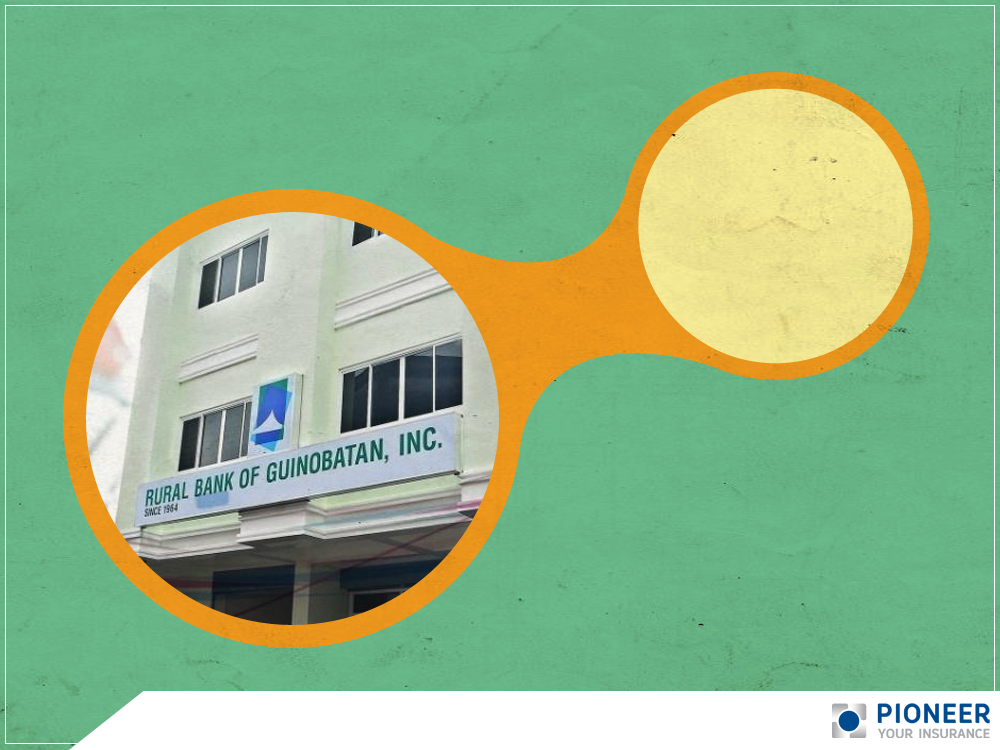 RURAL BANK OF GUINOBATAN, INC.
SINCE 1964
PIONEER
YOUR INSURANCE